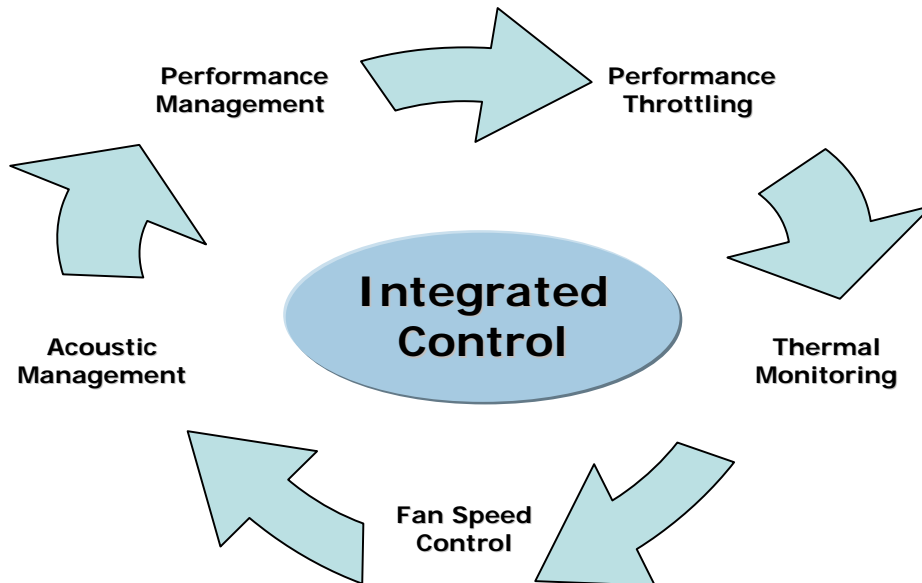 Performance
Management
Performance
Throttling
Integrated
Control
Acoustic
Management
Thermal
Monitoring
Fan Speed
Control